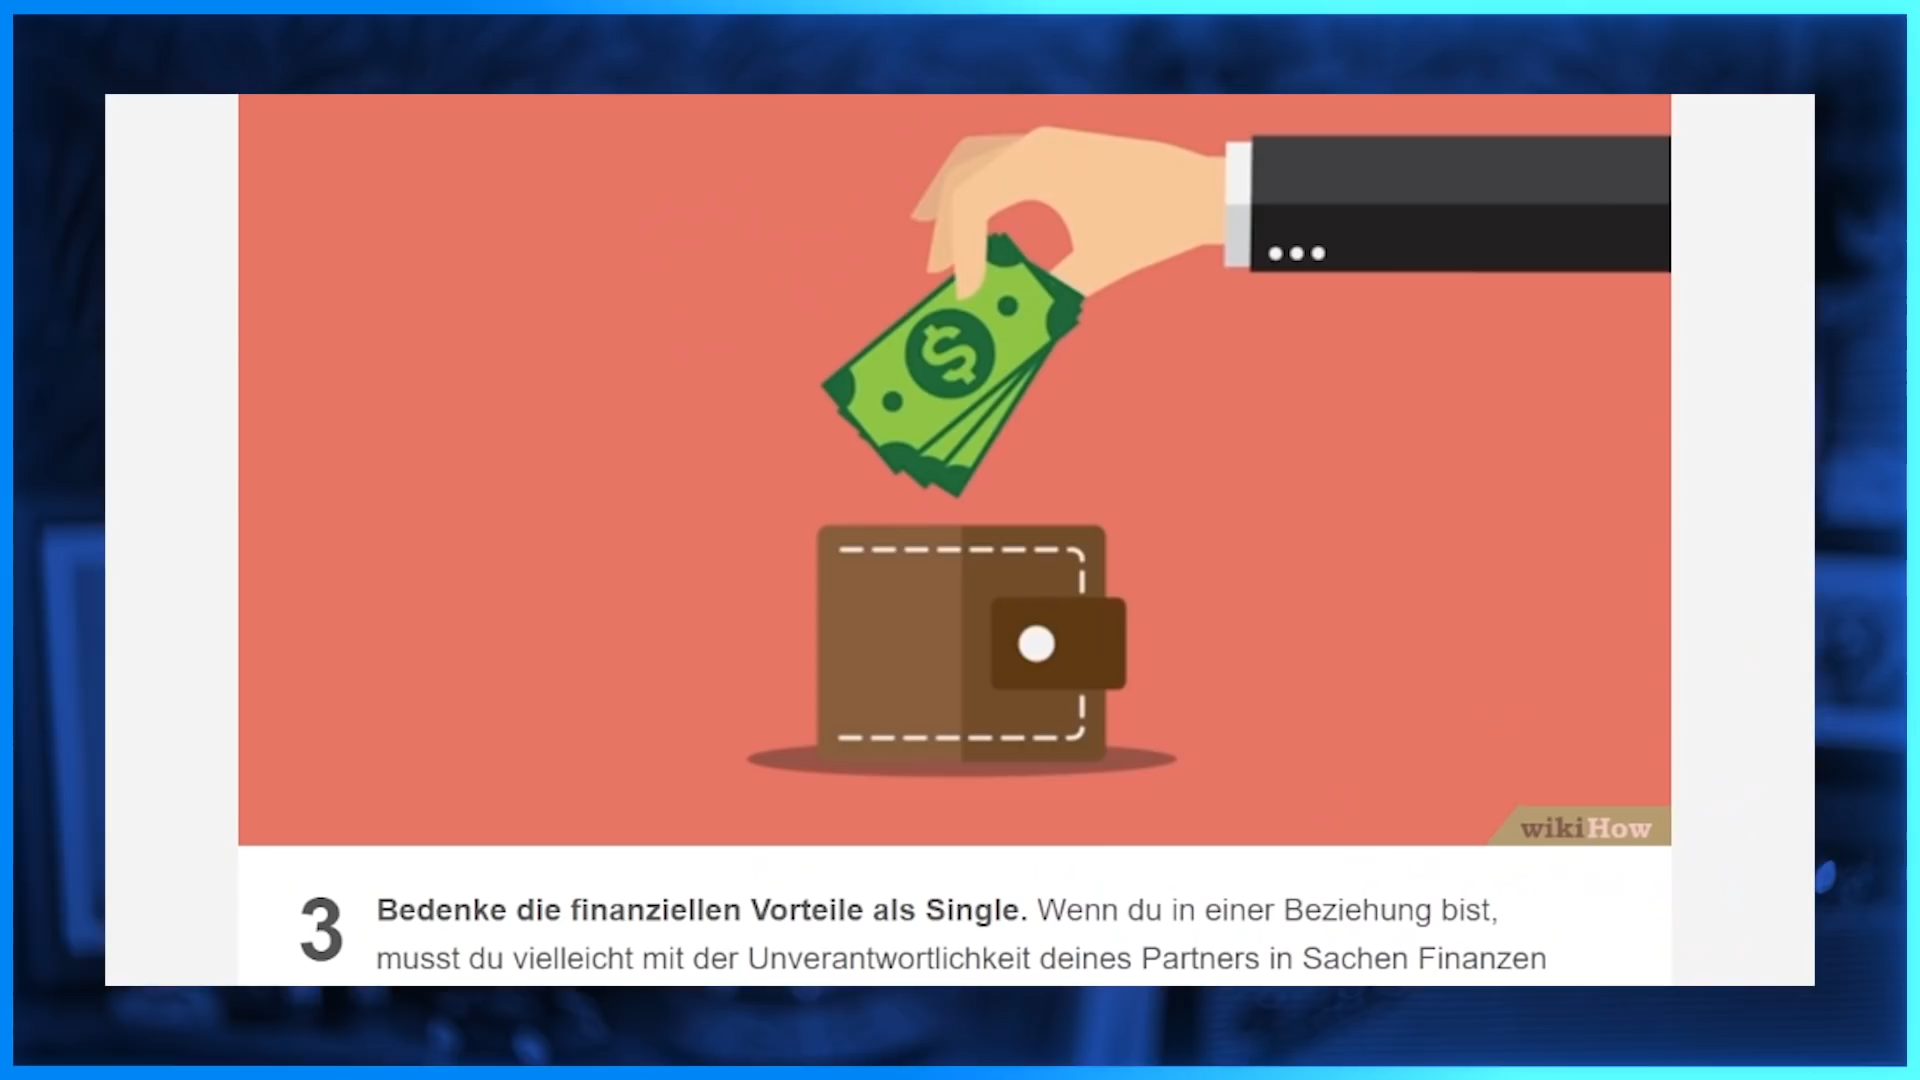 $
wikiHow
3 Bedenke die finanziellen Vorteile als Single. Wenn du in einer Beziehung bist,
musst du vielleicht mit der Unverantwortlichkeit deines Partners in Sachen Finanzen